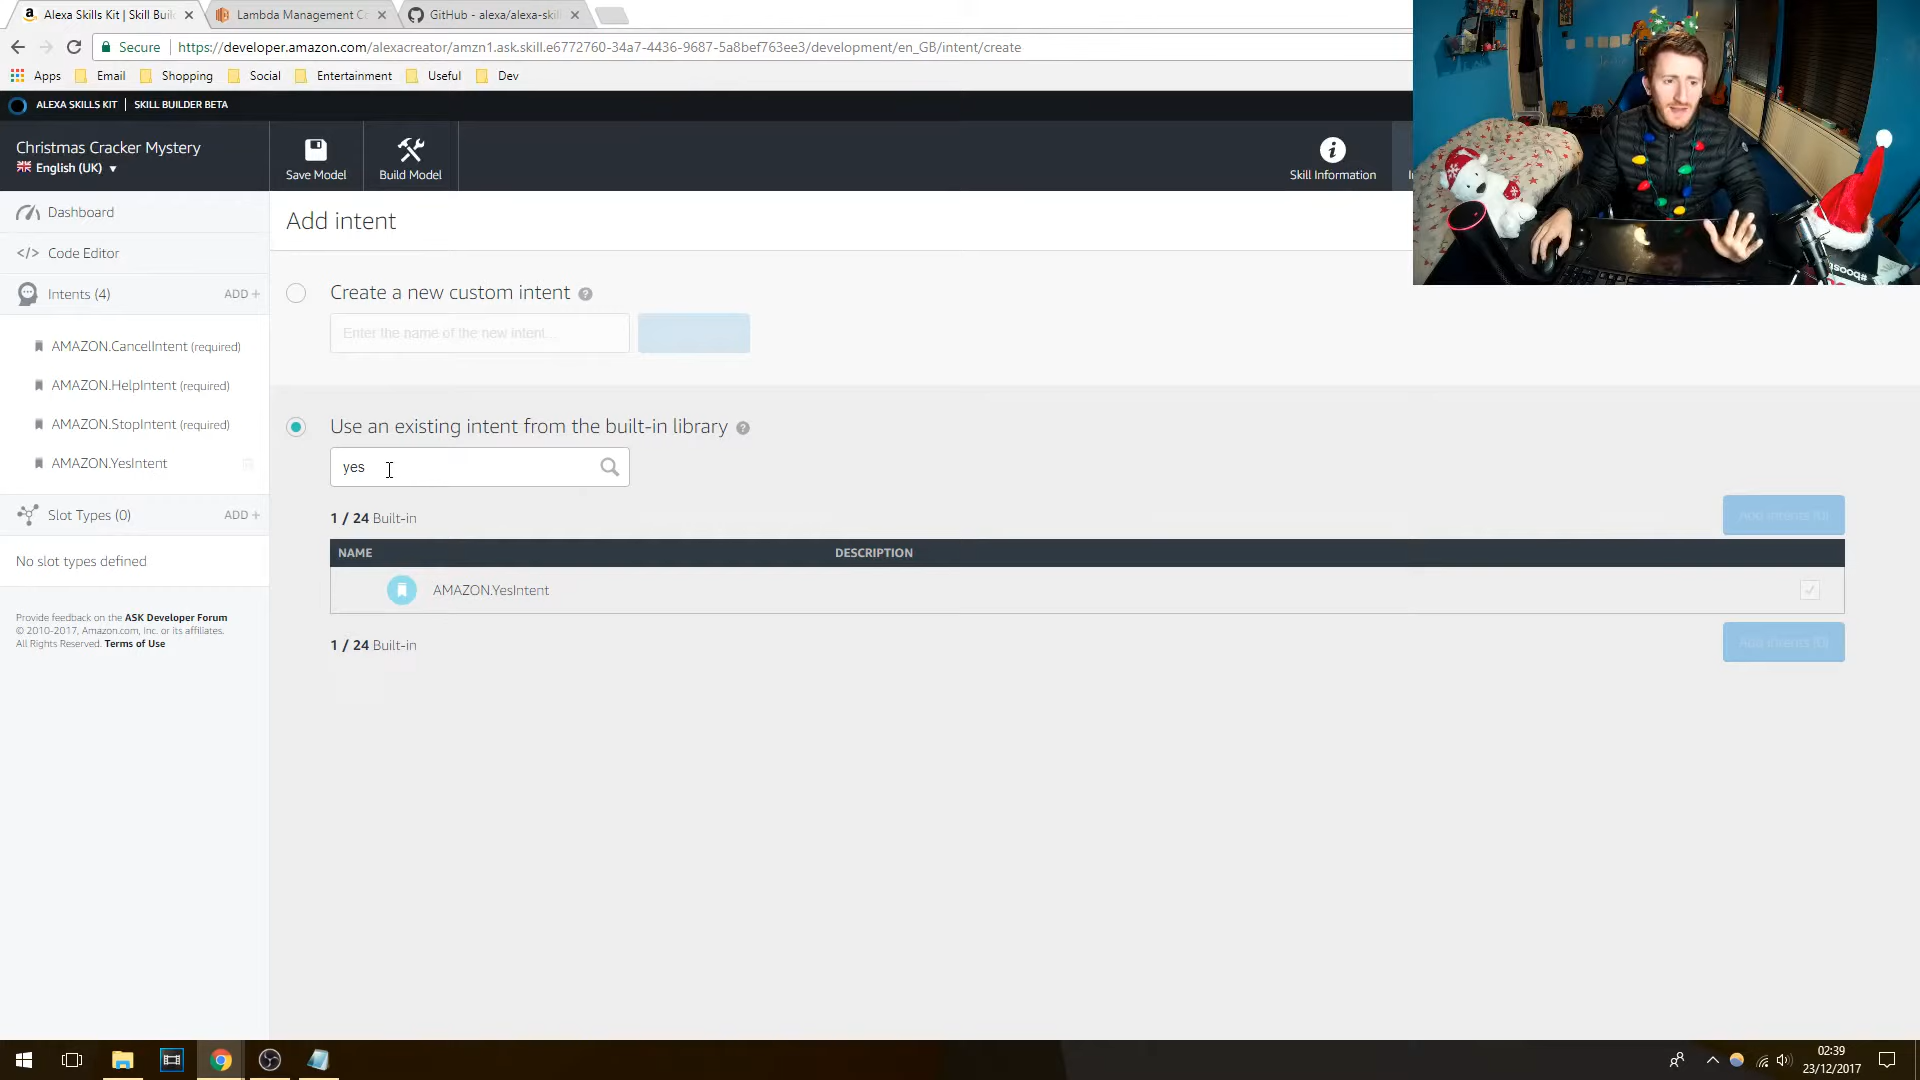 Alexa Skills Kit | Skill Buil
Lambda Management Co
GitHub - alexa/alexa-skil
Secure
https://developer.amazon.com/alexacreator/amzn1.ask.skill.e6772760-34a7-4436-9687-5a8bef763ee3/development/en_GB/intent/create
Apps
Email
Shopping
Social
Entertainment
Useful
Dev
ALEXA SKILLS KIT
SKILL BUILDER BETA
Christmas Cracker Mystery
English (UK)
Save Model
Build Model
Skill Information
Dashboard
</> Code Editor
Intents (4)
ADD +
AMAZON.CancelIntent (required)
AMAZON.HelpIntent (required)
AMAZON.StopIntent (required)
AMAZON.YesIntent
Slot Types (0)
ADD +
No slot types defined
Provide feedback on the ASK Developer Forum
© 2010-2017, Amazon.com, Inc. or its affiliates.
All Rights Reserved. Terms of Use
Add intent
Create a new custom intent
Enter the name of the new intent...
Use an existing intent from the built-in library
yes
1 / 24 Built-in
Add Intents (0)
NAME
DESCRIPTION
AMAZON.YesIntent
1 / 24 Built-in
Add Intents (0)
02:39
23/12/2017